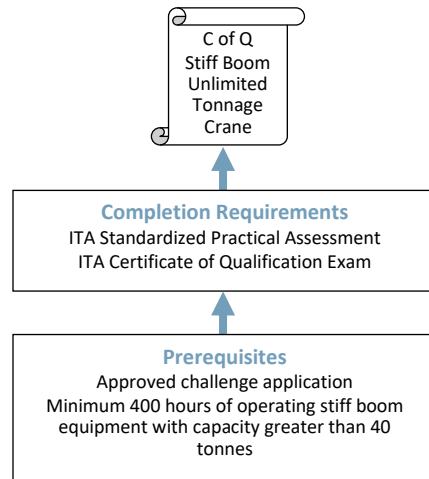 C of Q
Stiff Boom
Unlimited
Tonnage
Crane
Completion Requirements
ITA Standardized Practical Assessment
ITA Certificate of Qualification Exam
Prerequisites
Approved challenge application
Minimum 400 hours of operating stiff boom
equipment with capacity greater than 40
tonnes